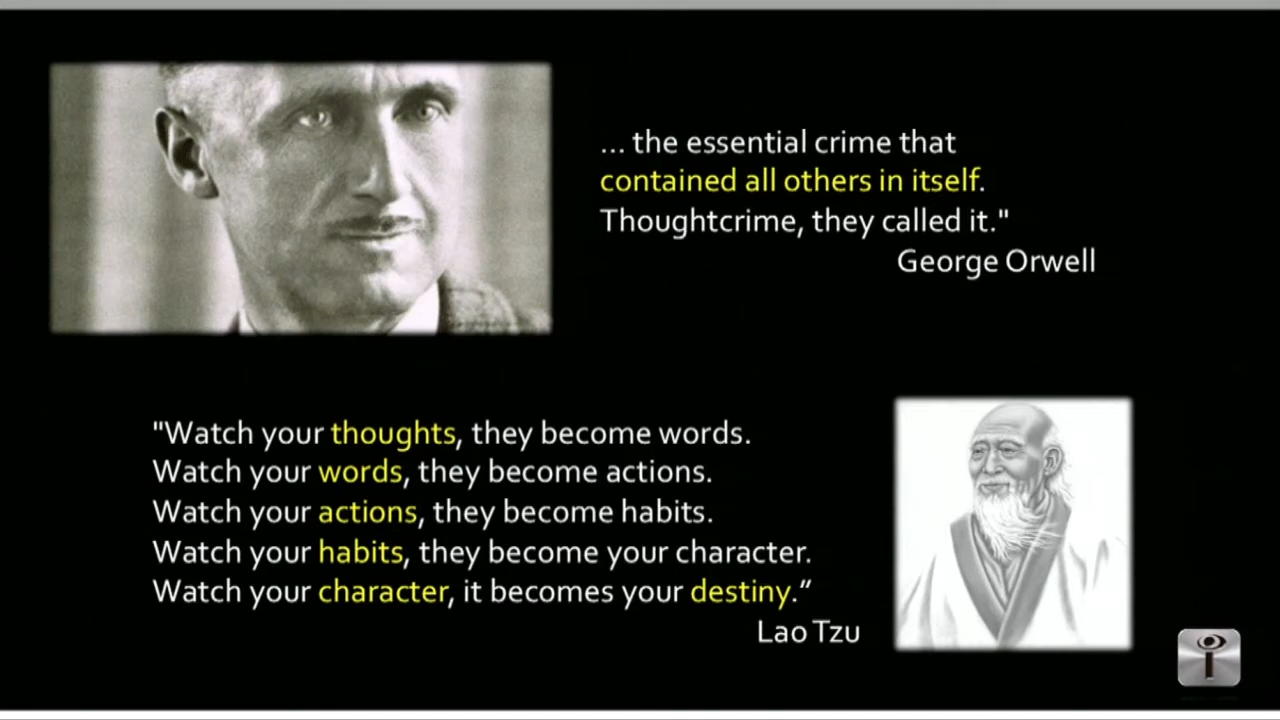 ... the essential crime that
contained all others in itself.
Thoughtcrime, they called it."
George Orwell
"Watch your thoughts, they become words.
Watch your words, they become actions.
Watch your actions, they become habits.
Watch your habits, they become your character.
Watch your character, it becomes your destiny.”
Lao Tzu